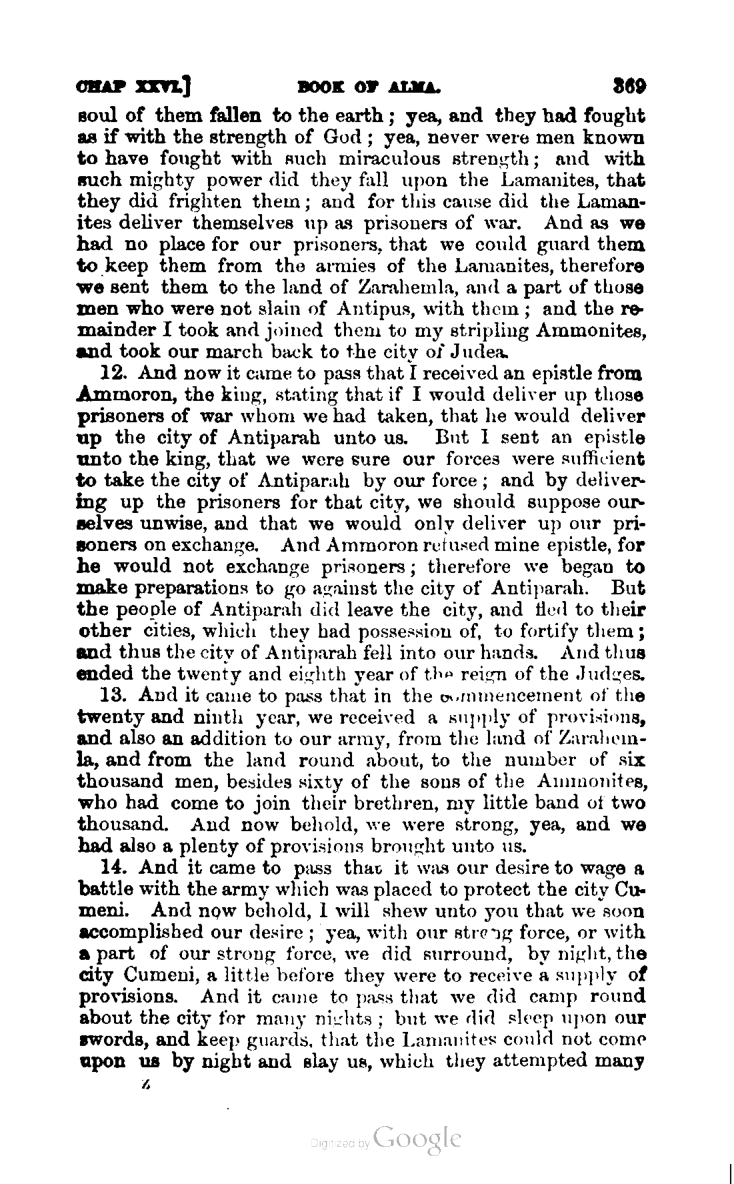 CHAP XXVI.] BOOK OF ALMA. 369
soul of them fallen to the earth; yea, and they had fought
as if with the strength of God; yea, never were men known
to have fought with such miraculous strength; and with
such mighty power did they fall upon the Lamanites, that
they did frighten them; and for this cause did the Laman-
ites deliver themselves up as prisoners of war. And as we
had no place for our prisoners, that we could guard them
to keep them from the armies of the Lamanites, therefore
we sent them to the land of Zarahemla, and a part of those
men who were not slain of Antipus, with them; and the re-
mainder I took and joined them to my stripling Ammonites,
and took our march back to the city of Judea.
12. And now it came to pass that I received an epistle from
Ammoron, the king, stating that if I would deliver up those
prisoners of war whom we had taken, that he would deliver
up the city of Antiparah unto us. But I sent an epistle
unto the king, that we were sure our forces were sufficient
to take the city of Antiparah by our force; and by deliver-
ing up the prisoners for that city, we should suppose our-
selves unwise, and that we would only deliver up our pri-
soners on exchange. And Ammoron refused mine epistle, for
he would not exchange prisoners; therefore we began to
make preparations to go against the city of Antiparah. But
the people of Antiparah did leave the city, and fled to their
other cities, which they had possession of, to fortify them;
and thus the city of Antiparah fell into our hands. And thus
ended the twenty and eighth year of the reign of the Judges.
13. And it came to pass that in the commencement of the
twenty and ninth year, we received a supply of provisions,
and also an addition to our army, from the land of Zarahem-
la, and from the land round about, to the number of six
thousand men, besides sixty of the sons of the Ammonites,
who had come to join their brethren, my little band of two
thousand. And now behold, we were strong, yea, and we
had also a plenty of provisions brought unto us.
14. And it came to pass that it was our desire to wage a
battle with the army which was placed to protect the city Cu-
meni. And now behold, I will shew unto you that we soon
accomplished our desire; yea, with our strong force, or with
a part of our strong force, we did surround, by night, the
city Cumeni, a little before they were to receive a supply of
provisions. And it came to pass that we did camp round
about the city for many nights; but we did sleep upon our
swords, and keep guards, that the Lamanites could not come
upon us by night and slay us, which they attempted many
Z
Digitized by Google